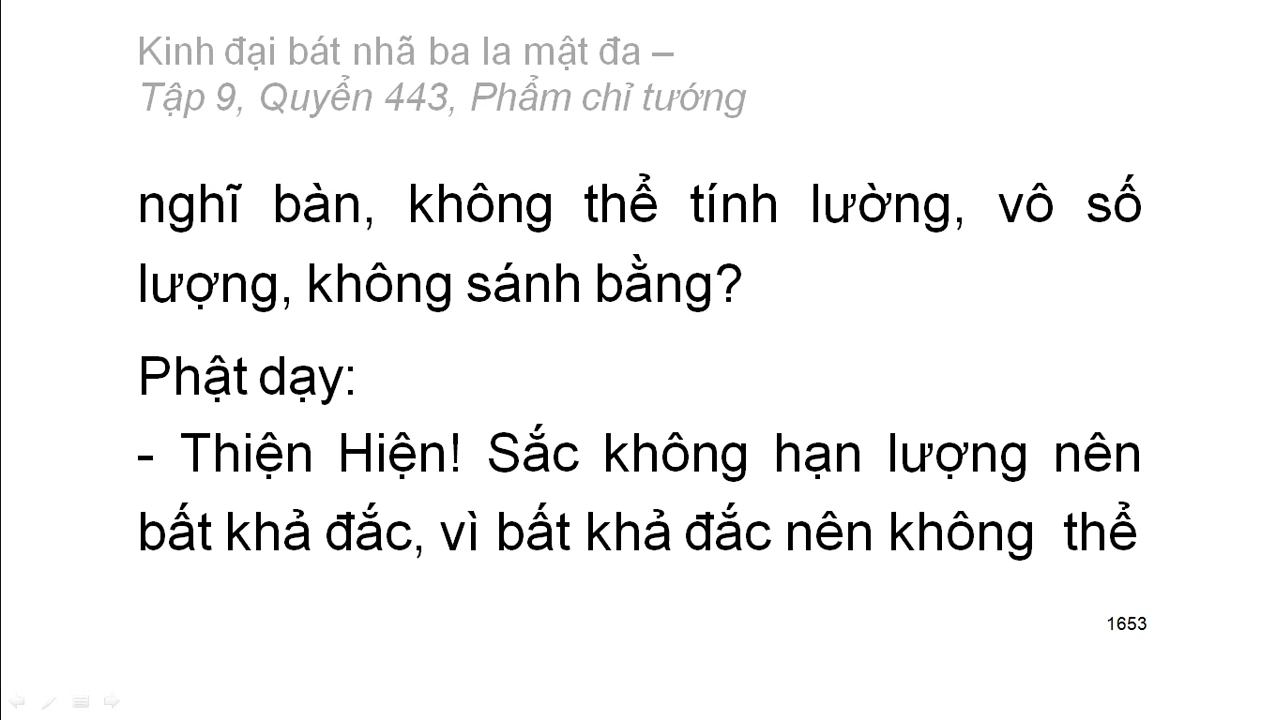 Kinh đại bát nhã ba la mật đa –
Tập 9, Quyển 443, Phẩm chỉ tướng
nghĩ bàn, không thể tính lường, vô số
lượng, không sánh bằng?
Phật dạy:
- Thiện Hiện! Sắc không hạn lượng nên
bất khả đắc, vì bất khả đắc nên không thể
1653